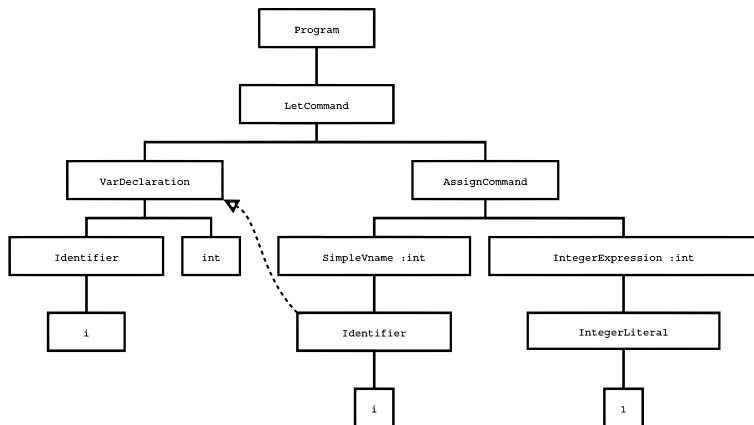 Program
LetCommand
VarDeclaration
AssignCommand
Identifier
int
SimpleVname :int
IntegerExpression :int
i
Identifier
IntegerLiteral
i
1